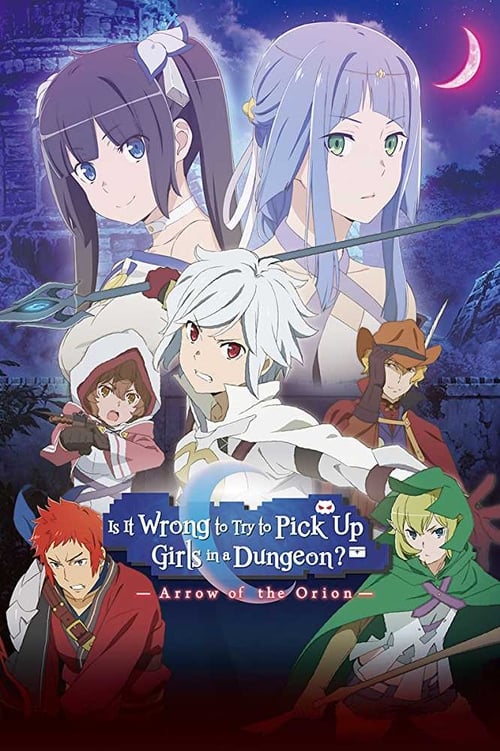 Is It Wrong to Try to Pick Up
Girls in a Dungeon?
— Arrow of the Orion —